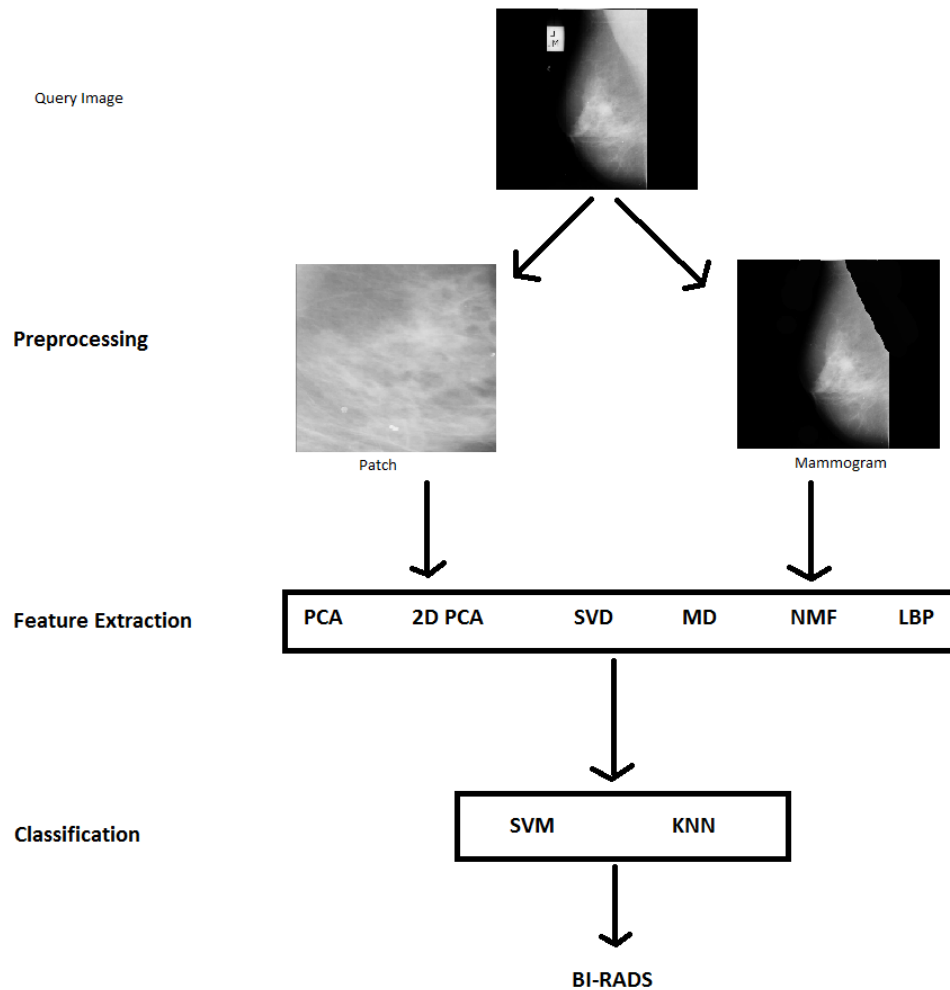 Query Image
Preprocessing
Patch
Mammogram
Feature Extraction
PCA 2D PCA SVD MD NMF LBP
Classification
SVM KNN
BI-RADS